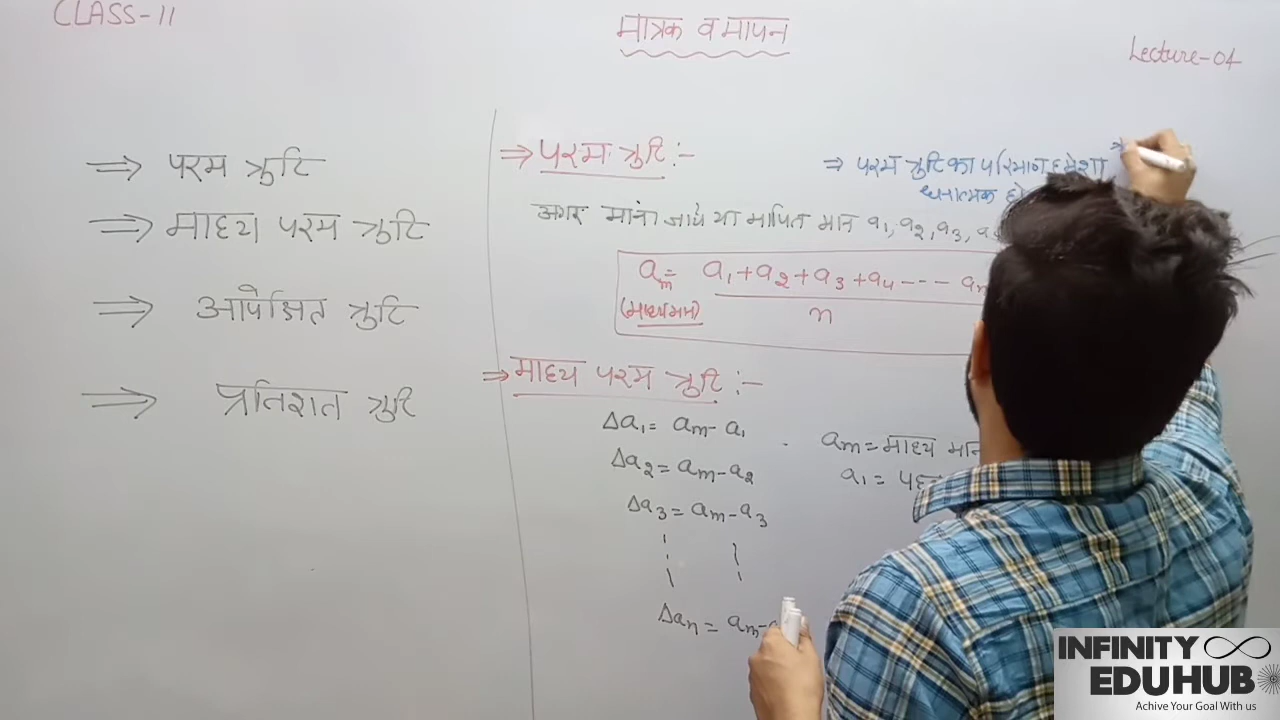 CLASS-11
मात्रक व मापन
Lecture-04
⇒ परम त्रुटि
⇒ माध्य परम त्रुटि
⇒ आपेक्षित त्रुटि
⇒ प्रतिशत त्रुटि
⇒ परम त्रुटि :-
⇒ परम त्रुटि का परिमाण हमेशा
धनात्मक
अगर माना जाये या मापित मान a₁, a₂, a₃,
aₘ = a₁+a₂+a₃+a₄---
n
(माध्यमान)
⇒ माध्य परम त्रुटि :-
Δa₁ = aₘ - a₁
aₘ = माध्य मान
Δa₂ = aₘ - a₂
a₁ =
Δa₃ = aₘ - a₃
Δaₙ = aₘ -
INFINITY
EDUHUB
Achive Your Goal With us